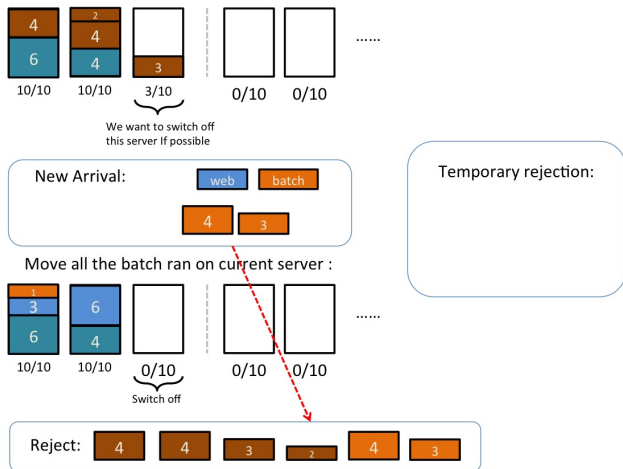 4 2
4
6 4 3
10/10 10/10 3/10 0/10 0/10 ......
We want to switch off
this server If possible
New Arrival: web batch
4 3
Temporary rejection:
Move all the batch ran on current server :
1
3 6
6 4
......
10/10 10/10 0/10 0/10 0/10
Switch off
Reject: 4 4 3 2 4 3